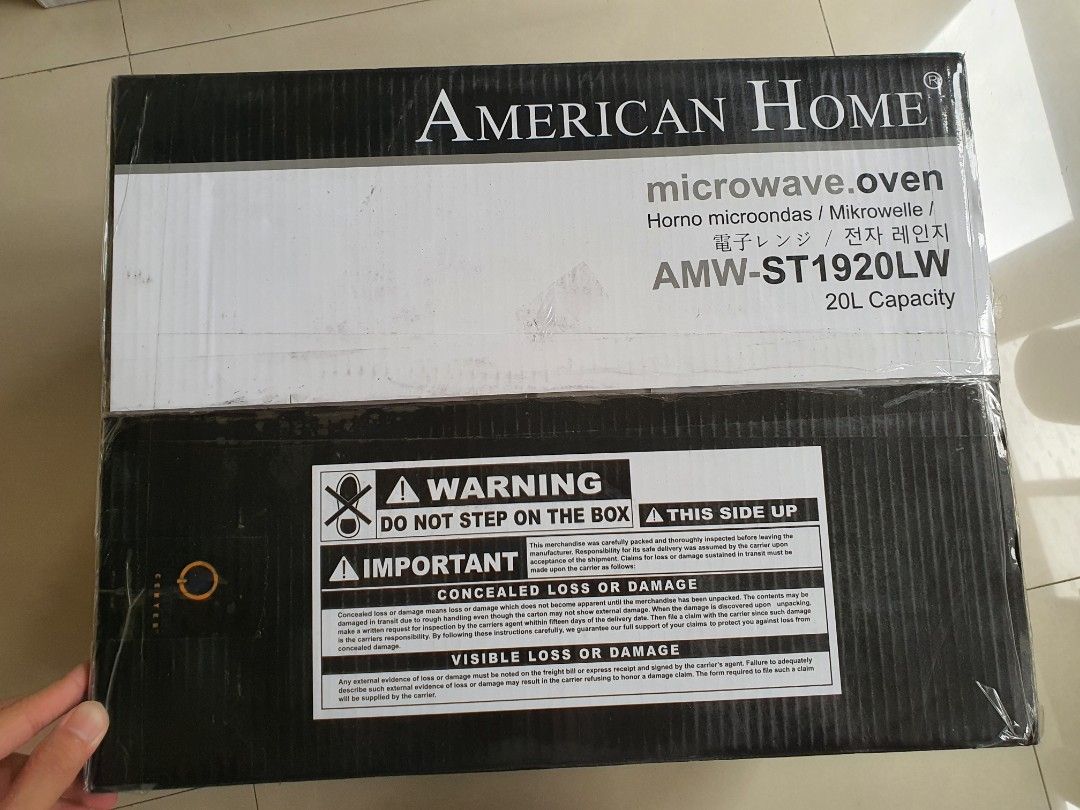 AMERICAN HOME®
microwave.oven
Horno microondas / Mikrowelle /
電子レンジ / 전자 레인지
AMW-ST1920LW
20L Capacity
WARNING
DO NOT STEP ON THE BOX
THIS SIDE UP
IMPORTANT
This merchandise was carefully packed and thoroughly inspected before leaving the
manufacturer. Responsibility for its safe delivery was assumed by the carrier upon
acceptance of the shipment. Claims for loss or damage sustained in transit must be
made upon the carrier as follows:
CONCEALED LOSS OR DAMAGE
Concealed loss or damage means loss or damage which does not become apparent until the merchandise has been unpacked. The contents may be
damaged in transit due to rough handling even though the carton may not show external damage. When the damage is discovered upon unpacking,
make a written request for inspection by the carriers agent whithin fifteen days of the delivery date. Then file a claim with the carrier since such damage
is the carriers responsibility. By following these instructions carefully, we guarantee our full support of your claims to protect you against loss from
concealed damage.
VISIBLE LOSS OR DAMAGE
Any external evidence of loss or damage must be noted on the freight bill or express receipt and signed by the carrier's agent. Failure to adequately
describe such external evidence of loss or damage may result in the carrier refusing to honor a damage claim. The form required to file such a claim
will be supplied by the carrier.